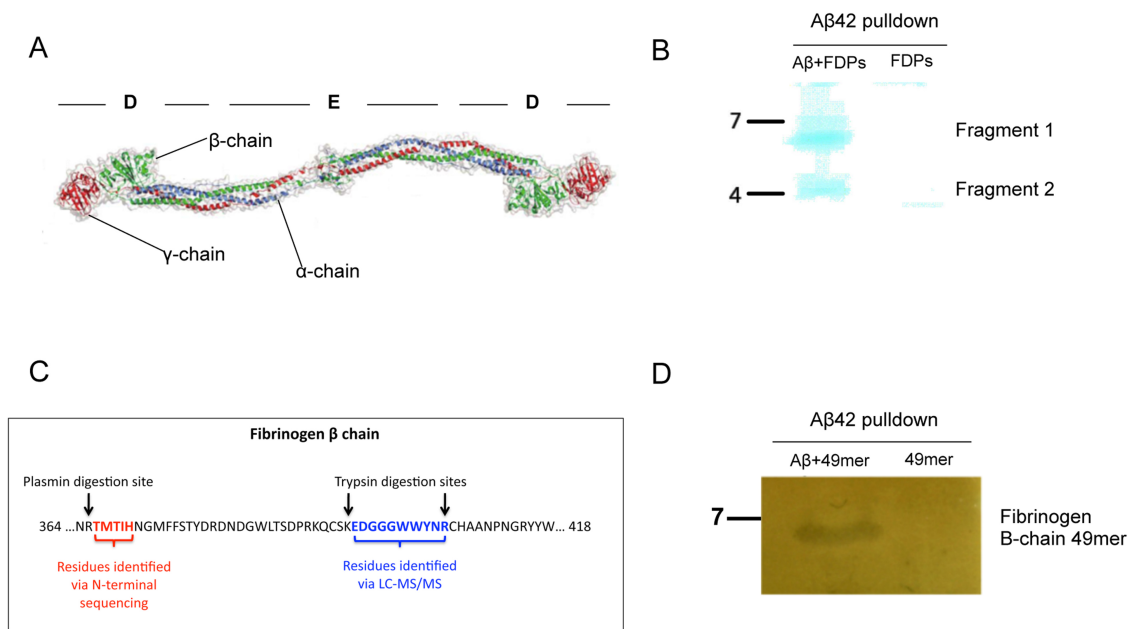 A
D E D
β-chain
γ-chain
α-chain
B
Aβ42 pulldown
Aβ+FDPs FDPs
7
Fragment 1
4
Fragment 2
C
Fibrinogen β chain
Plasmin digestion site
Trypsin digestion sites
364 ...NRTMTIHNGMFFSTYDRDNDGWLTSDPRKQCSKEDGGGWWYNRCHAANPNGRYYW... 418
Residues identified
via N-terminal
sequencing
Residues identified
via LC-MS/MS
D
Aβ42 pulldown
Aβ+49mer 49mer
7
Fibrinogen
B-chain 49mer